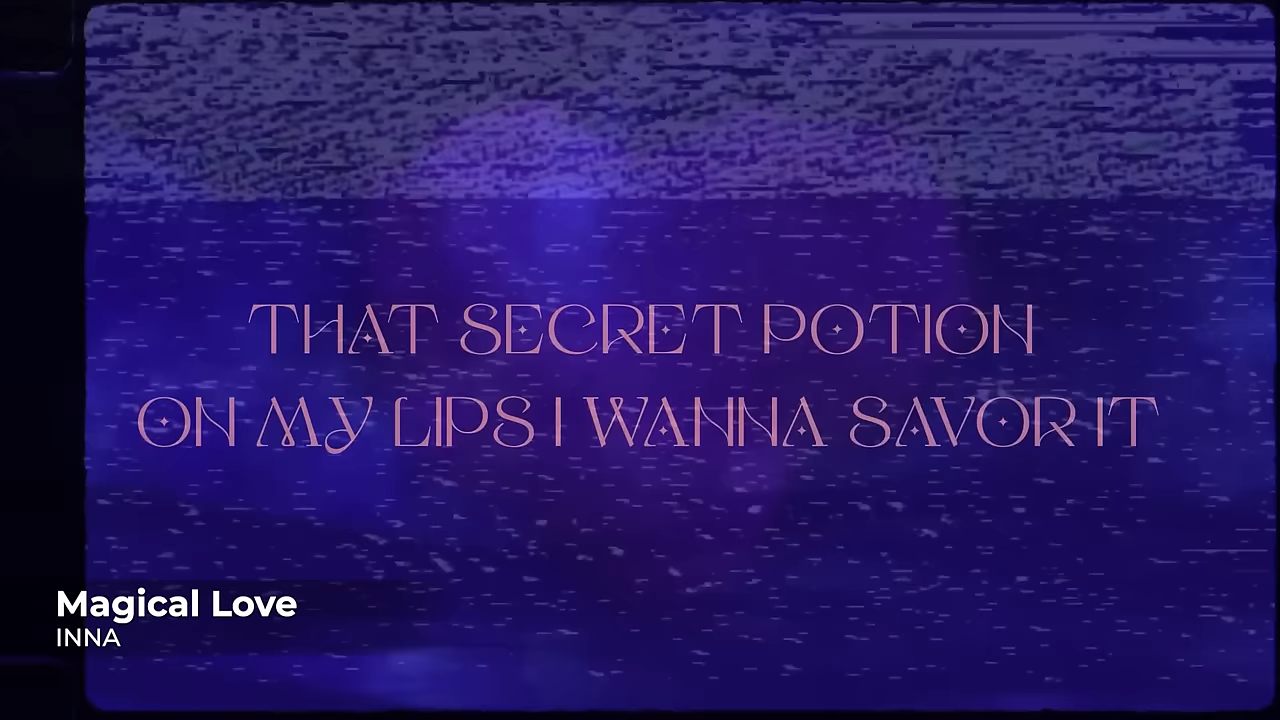 THAT SECRET POTION
ON MY LIPS I WANNA SAVOR IT
Magical Love
INNA